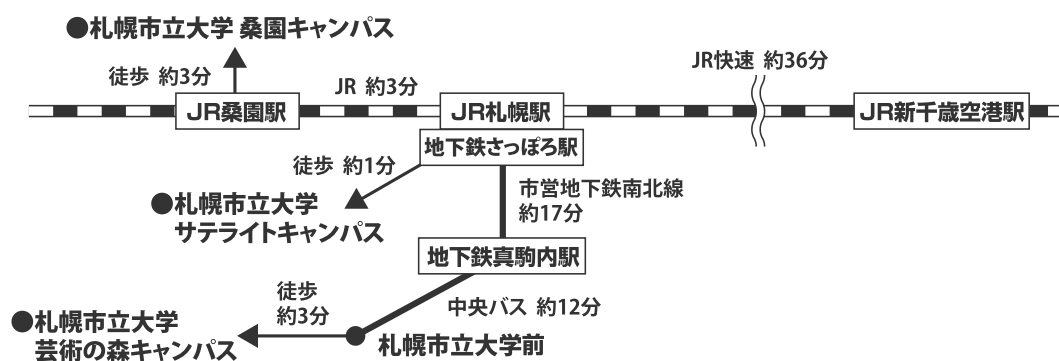 ●札幌市立大学 桑園キャンパス
徒歩 約3分
JR 約3分
JR快速 約36分
JR桑園駅
JR札幌駅
JR新千歳空港駅
地下鉄さっぽろ駅
徒歩 約1分
●札幌市立大学
サテライトキャンパス
市営地下鉄南北線
約17分
地下鉄真駒内駅
中央バス 約12分
徒歩
約3分
●札幌市立大学
芸術の森キャンパス
札幌市立大学前